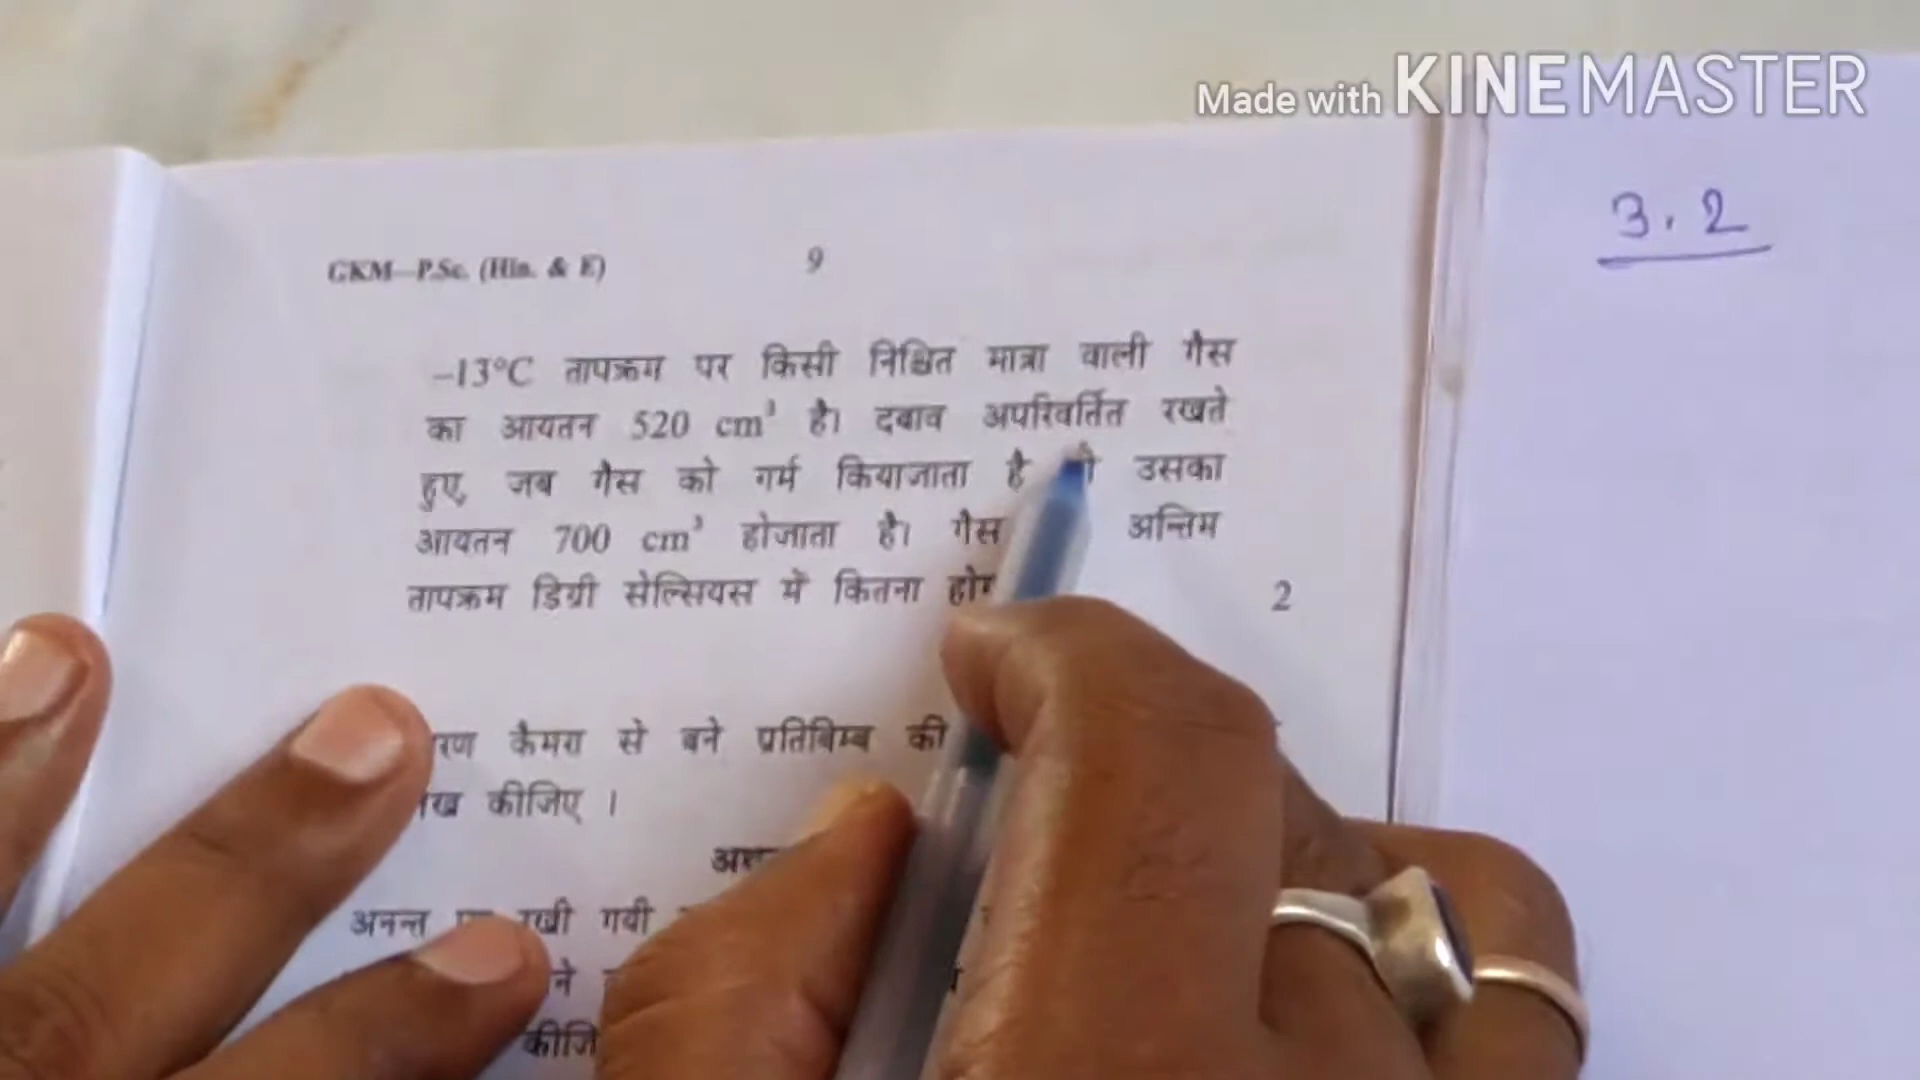 Made with KINEMASTER
3.2
GKM—P.Sc. (Hin. & E) 9
–13°C तापक्रम पर किसी निश्चित मात्रा वाली गैस
का आयतन 520 cm³ है। दबाव अपरिवर्तित रखते
हुए, जब गैस को गर्म कियाजाता है उसका
आयतन 700 cm³ होजाता है। गैस अन्तिम
तापक्रम डिग्री सेल्सियस में कितना 2
कैमरा से बने प्रतिबिम्ब की
कीजिए ।
अनन्त रखी गयी